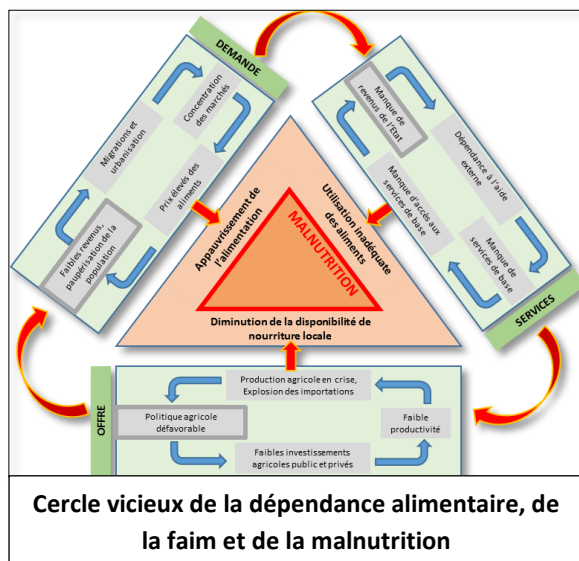 DEMANDE
Concentration
des marchés
Migrations et
urbanisation
Prix élevés des
aliments
Faibles revenus,
paupérisation de la
population
Manque de
revenus de l'Etat
Dépendance à l'aide
externe
Manque d'accès aux
services de base
Manque de
services de base
SERVICES
Appauvrissement de
l'alimentation
MALNUTRITION
Utilisation inadéquate
des aliments
Diminution de la disponibilité de
nourriture locale
OFFRE
Production agricole en crise,
Explosion des importations
Politique agricole
défavorable
Faible
productivité
Faibles investissements
agricoles public et privés
Cercle vicieux de la dépendance alimentaire, de
la faim et de la malnutrition